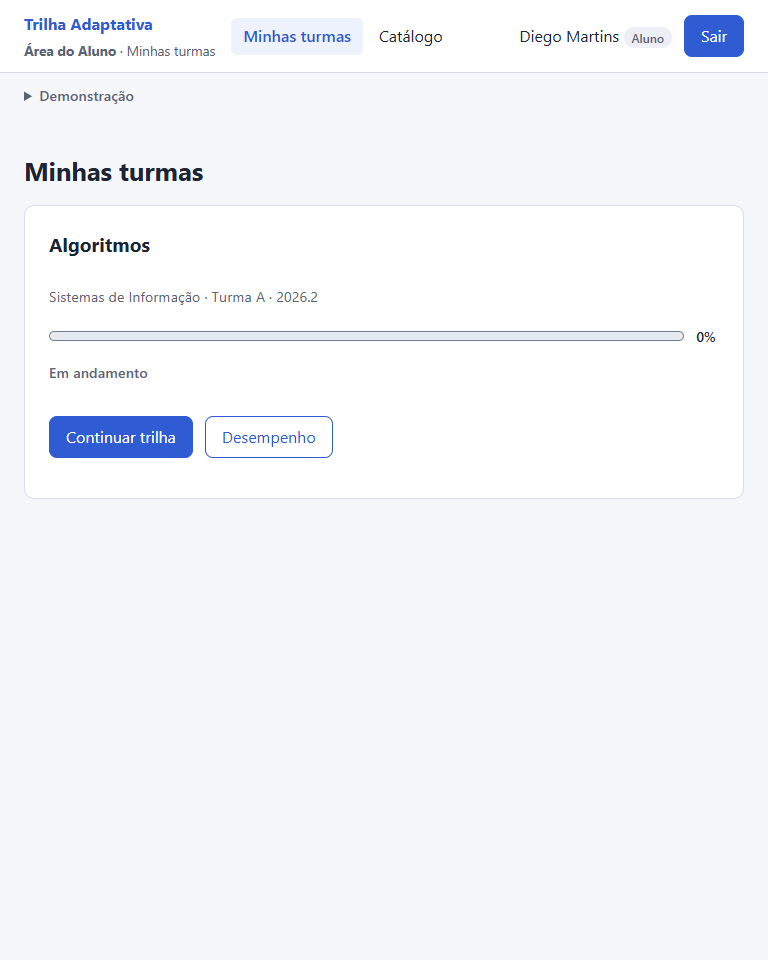 Trilha Adaptativa
Área do Aluno · Minhas turmas
Minhas turmas
Catálogo
Diego Martins
Aluno
Sair
Demonstração
Minhas turmas
Algoritmos
Sistemas de Informação · Turma A · 2026.2
0%
Em andamento
Continuar trilha
Desempenho